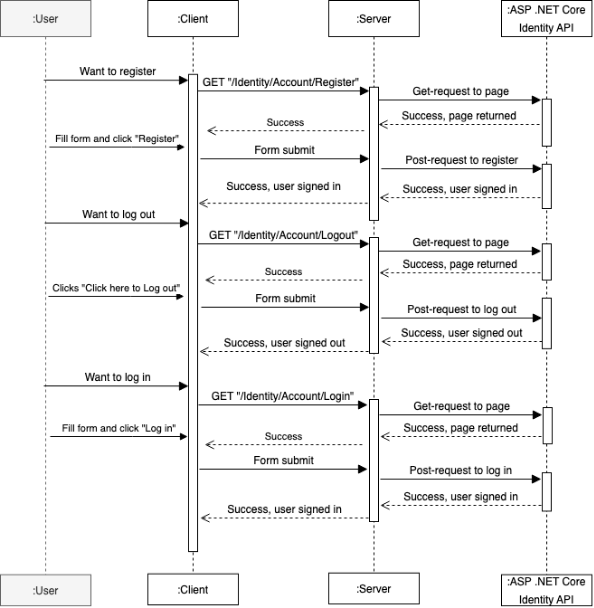 :User
:Client
:Server
:ASP .NET Core
Identity API
Want to register
GET "/Identity/Account/Register"
Get-request to page
Success, page returned
Success
Fill form and click "Register"
Form submit
Post-request to register
Success, user signed in
Success, user signed in
Want to log out
GET "/Identity/Account/Logout"
Get-request to page
Success, page returned
Success
Clicks "Click here to Log out"
Form submit
Post-request to log out
Success, user signed out
Success, user signed out
Want to log in
GET "/Identity/Account/Login"
Get-request to page
Success, page returned
Fill form and click "Log in"
Success
Form submit
Post-request to log in
Success, user signed in
Success, user signed in
:User
:Client
:Server
:ASP .NET Core
Identity API